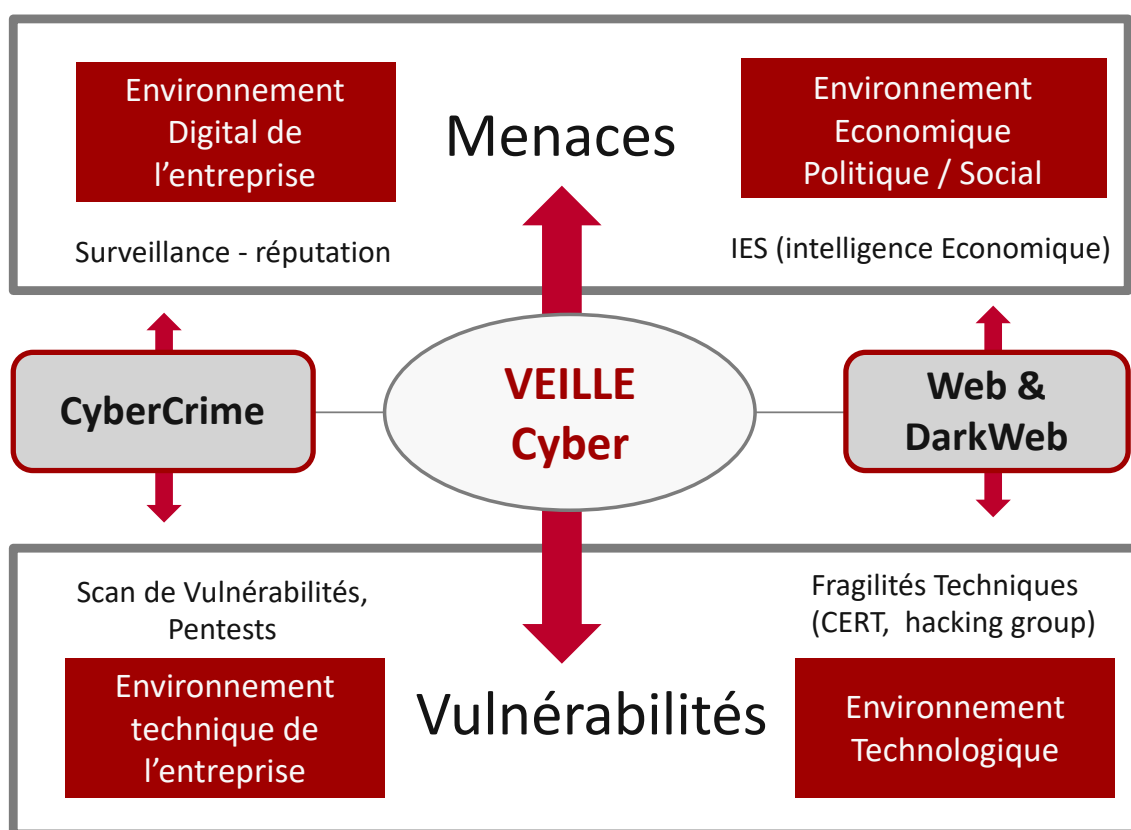 Environnement
Digital de
l’entreprise
Menaces
Environnement
Economique
Politique / Social
Surveillance - réputation
IES (intelligence Economique)
CyberCrime
VEILLE
Cyber
Web &
DarkWeb
Scan de Vulnérabilités,
Pentests
Fragilités Techniques
(CERT,  hacking group)
Environnement
technique de
l’entreprise
Vulnérabilités
Environnement
Technologique